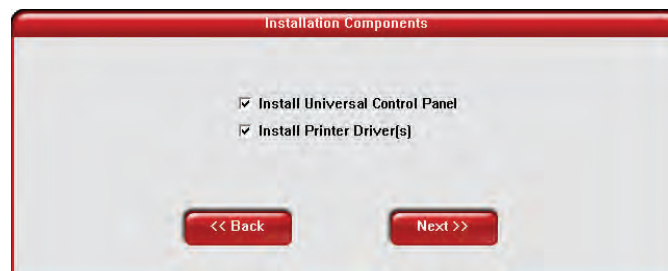 Installation Components
Install Universal Control Panel
Install Printer Driver(s)
<< Back
Next >>